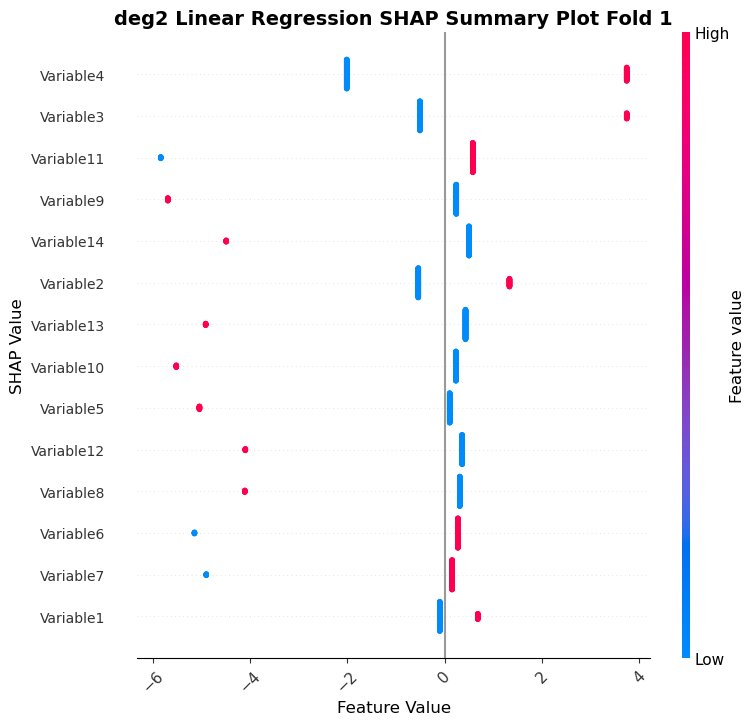 deg2 Linear Regression SHAP Summary Plot Fold 1
High
Variable4
Variable3
Variable11
Variable9
Variable14
Variable2
Variable13
Variable10
Variable5
Variable12
Variable8
Variable6
Variable7
Variable1
SHAP Value
Feature value
Low
−6
−4
−2
0
2
4
Feature Value